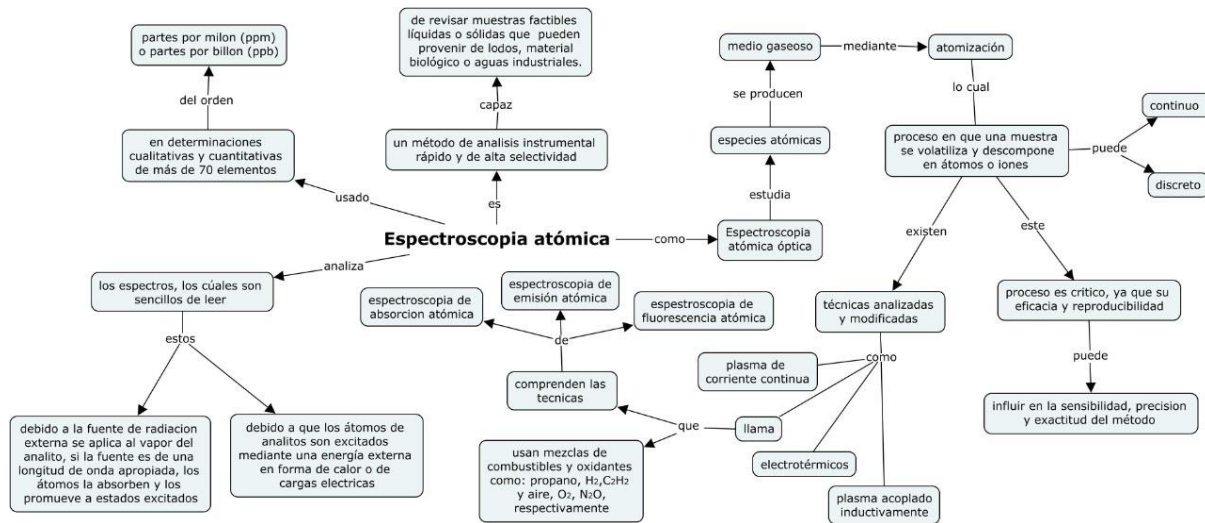 partes por milon (ppm)
o partes por billon (ppb)
del orden
en determinaciones
cualitativas y cuantitativas
de más de 70 elementos
usado
de revisar muestras factibles
líquidas o sólidas que pueden
provenir de lodos, material
biológico o aguas industriales.
capaz
un método de analisis instrumental
rápido y de alta selectividad
es
medio gaseoso
mediante
atomización
se producen
lo cual
especies atómicas
proceso en que una muestra
se volatiliza y descompone
en átomos o iones
continuo
puede
discreto
estudia
Espectroscopia atómica
como
Espectroscopia
atómica óptica
existen
este
analiza
los espectros, los cúales son
sencillos de leer
estos
debido a la fuente de radiacion
externa se aplica al vapor del
analito, si la fuente es de una
longitud de onda apropiada, los
átomos la absorben y los
promueve a estados excitados
debido a que los átomos de
analitos son excitados
mediante una energía externa
en forma de calor o de
cargas electricas
espectroscopia de
absorcion atómica
espestroscopia de
emisión atómica
espestroscopia de
fluorescencia atómica
de
comprenden las
tecnicas
que
usan mezclas de
combustibles y oxidantes
como: propano, H₂,C₂H₂
y aire, O₂, N₂O,
respectivamente
técnicas analizadas
y modificadas
como
plasma de
corriente continua
llama
electrotérmicos
plasma acoplado
inductivamente
proceso es critico, ya que su
eficacia y reproducibilidad
puede
influir en la sensibilidad, precision
y exactitud del método